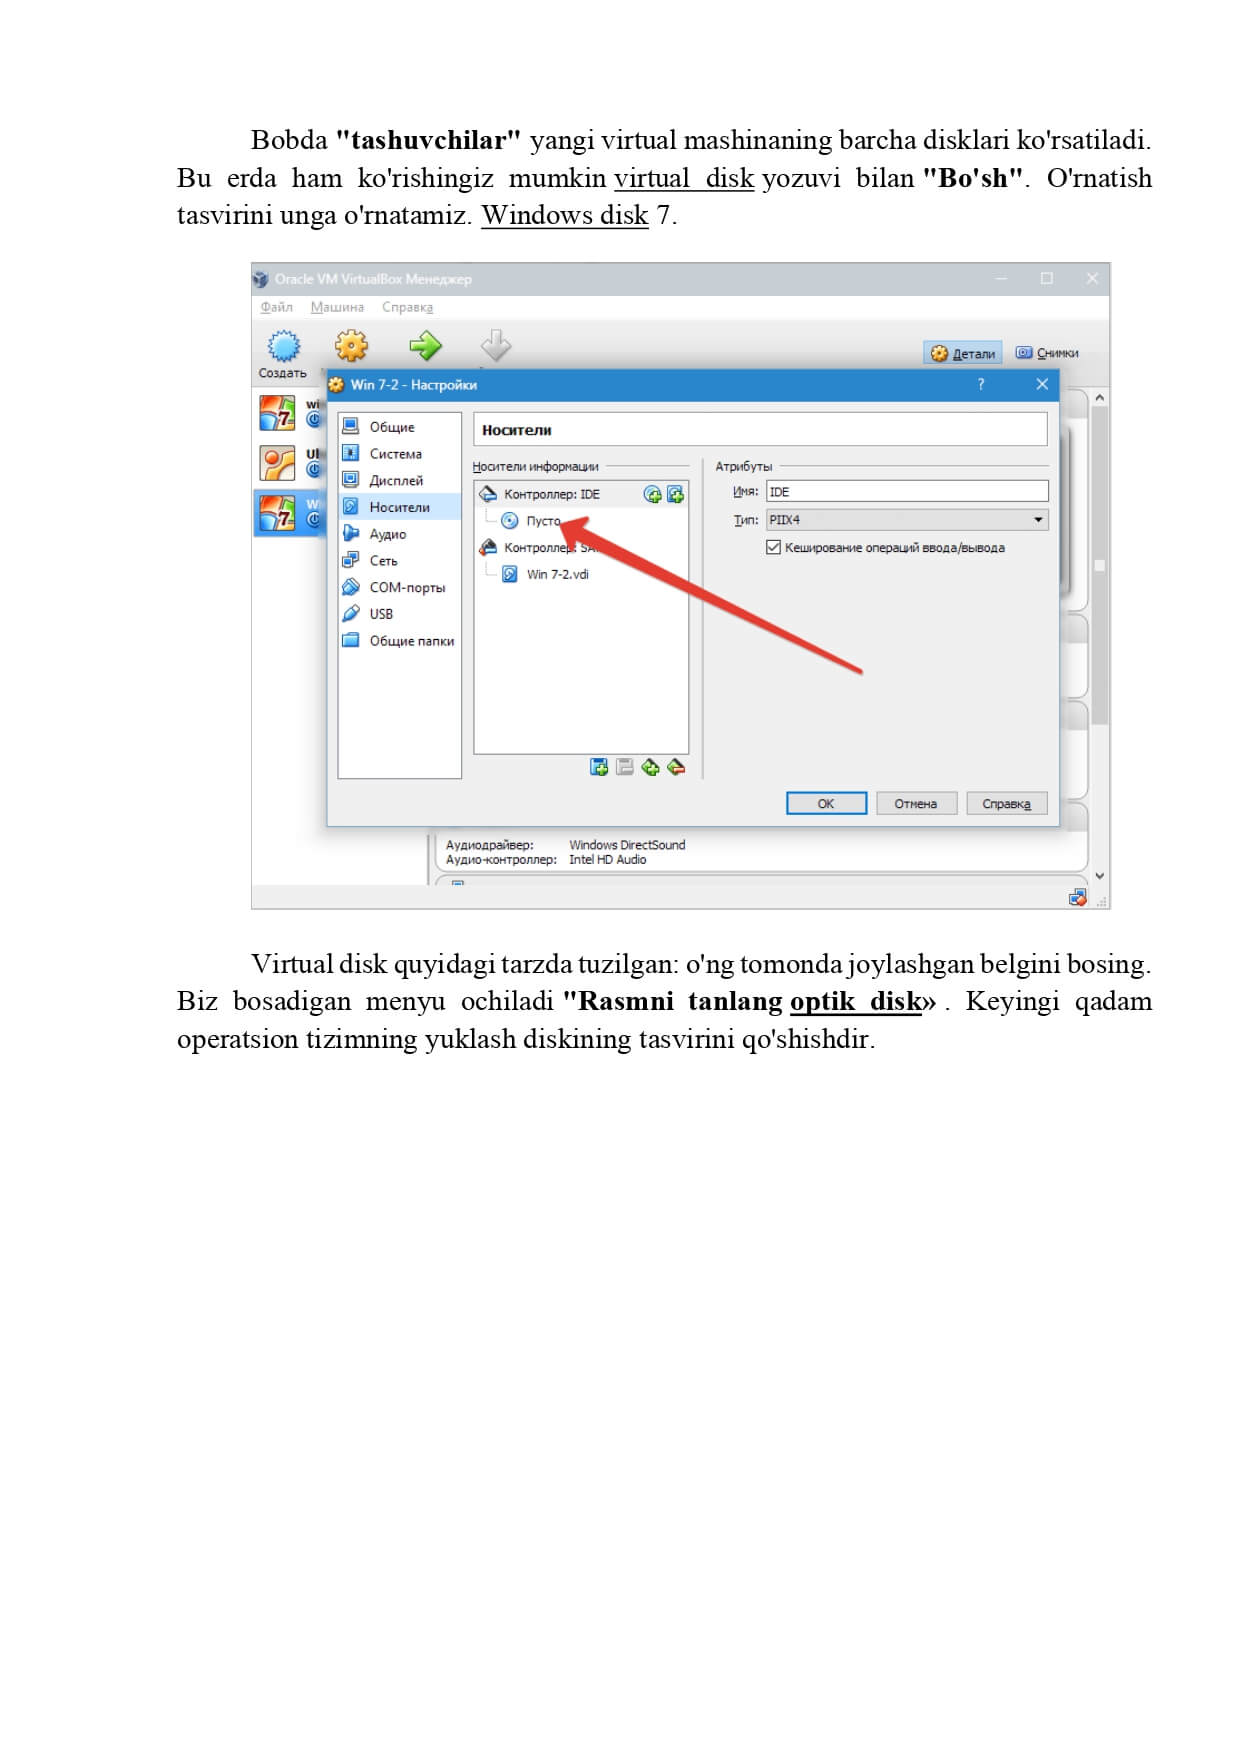 Bobda "tashuvchilar" yangi virtual mashinaning barcha disklari ko'rsatiladi.
Bu erda ham ko'rishingiz mumkin virtual disk yozuvi bilan "Bo'sh". O'rnatish
tasvirini unga o'rnatamiz. Windows disk 7.
Oracle VM VirtualBox Менеджер
Файл Машина Справка
Создать
Детали Снимки
Win 7-2 - Настройки
Общие
Система
Дисплей
Носители
Аудио
Сеть
COM-порты
USB
Общие папки
Носители
Носители информации
Контроллер: IDE
Пусто
Контроллер:
Win 7-2.vdi
Атрибуты
Имя: IDE
Тип: PIIX4
Кеширование операций ввода/вывода
OK Отмена Справка
Аудиодрайвер: Windows DirectSound
Аудио-контроллер: Intel HD Audio
Virtual disk quyidagi tarzda tuzilgan: o'ng tomonda joylashgan belgini bosing.
Biz bosadigan menyu ochiladi "Rasmni tanlang optik disk» . Keyingi qadam
operatsion tizimning yuklash diskining tasvirini qo'shishdir.